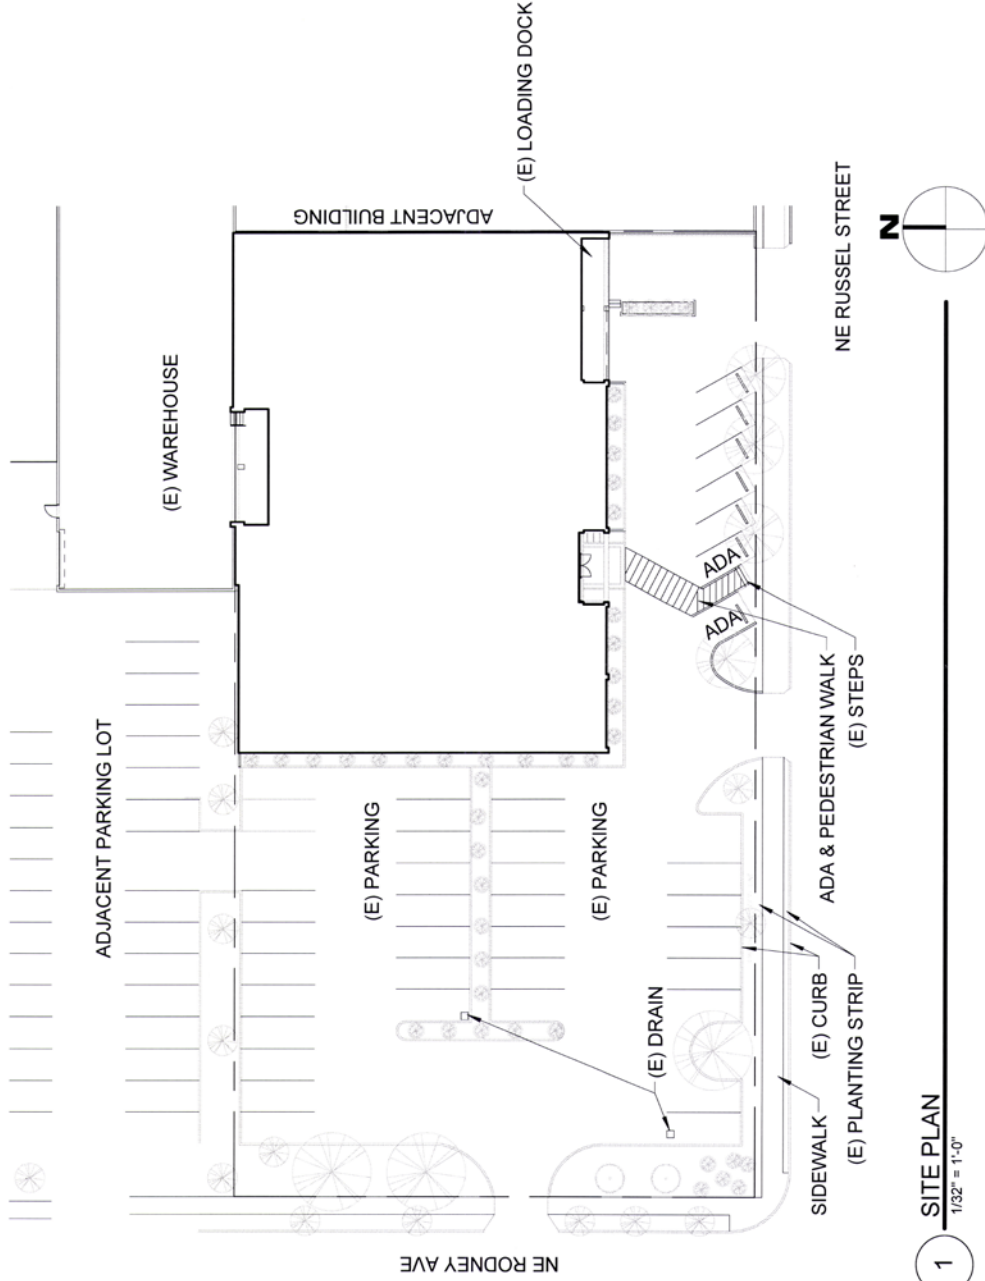 ADJACENT PARKING LOT
(E) WAREHOUSE
ADJACENT BUILDING
(E) LOADING DOCK
(E) PARKING
(E) PARKING
NE RODNEY AVE
(E) DRAIN
ADA
ADA
SIDEWALK
(E) PLANTING STRIP
(E) CURB
ADA & PEDESTRIAN WALK
(E) STEPS
NE RUSSEL STREET
N
1
SITE PLAN
1/32" = 1'-0"